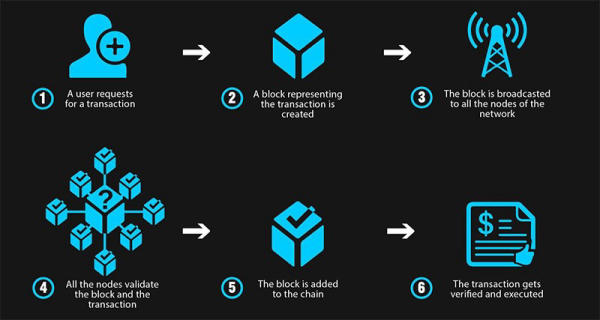 1 A user requests
for a transaction
2 A block representing
the transaction is
created
3 The block is broadcasted
to all the nodes of the
network
?
4 All the nodes validate
the block and the
transaction
5 The block is added
to the chain
$
6 The transaction gets
verified and executed